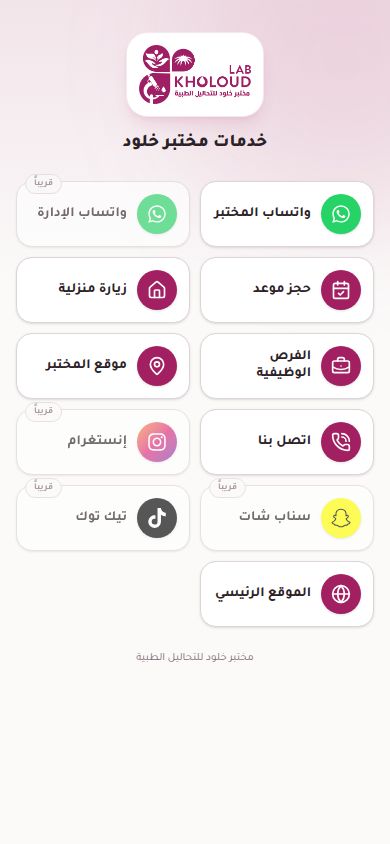 LAB
KHOLOUD
مختبر خلود للتحاليل الطبية
خدمات مختبر خلود
واتساب المختبر
قريباً
واتساب الإدارة
حجز موعد
زيارة منزلية
الفرص
الوظيفية
موقع المختبر
اتصل بنا
قريباً
إنستغرام
قريباً
سناب شات
قريباً
تيك توك
الموقع الرئيسي
مختبر خلود للتحاليل الطبية